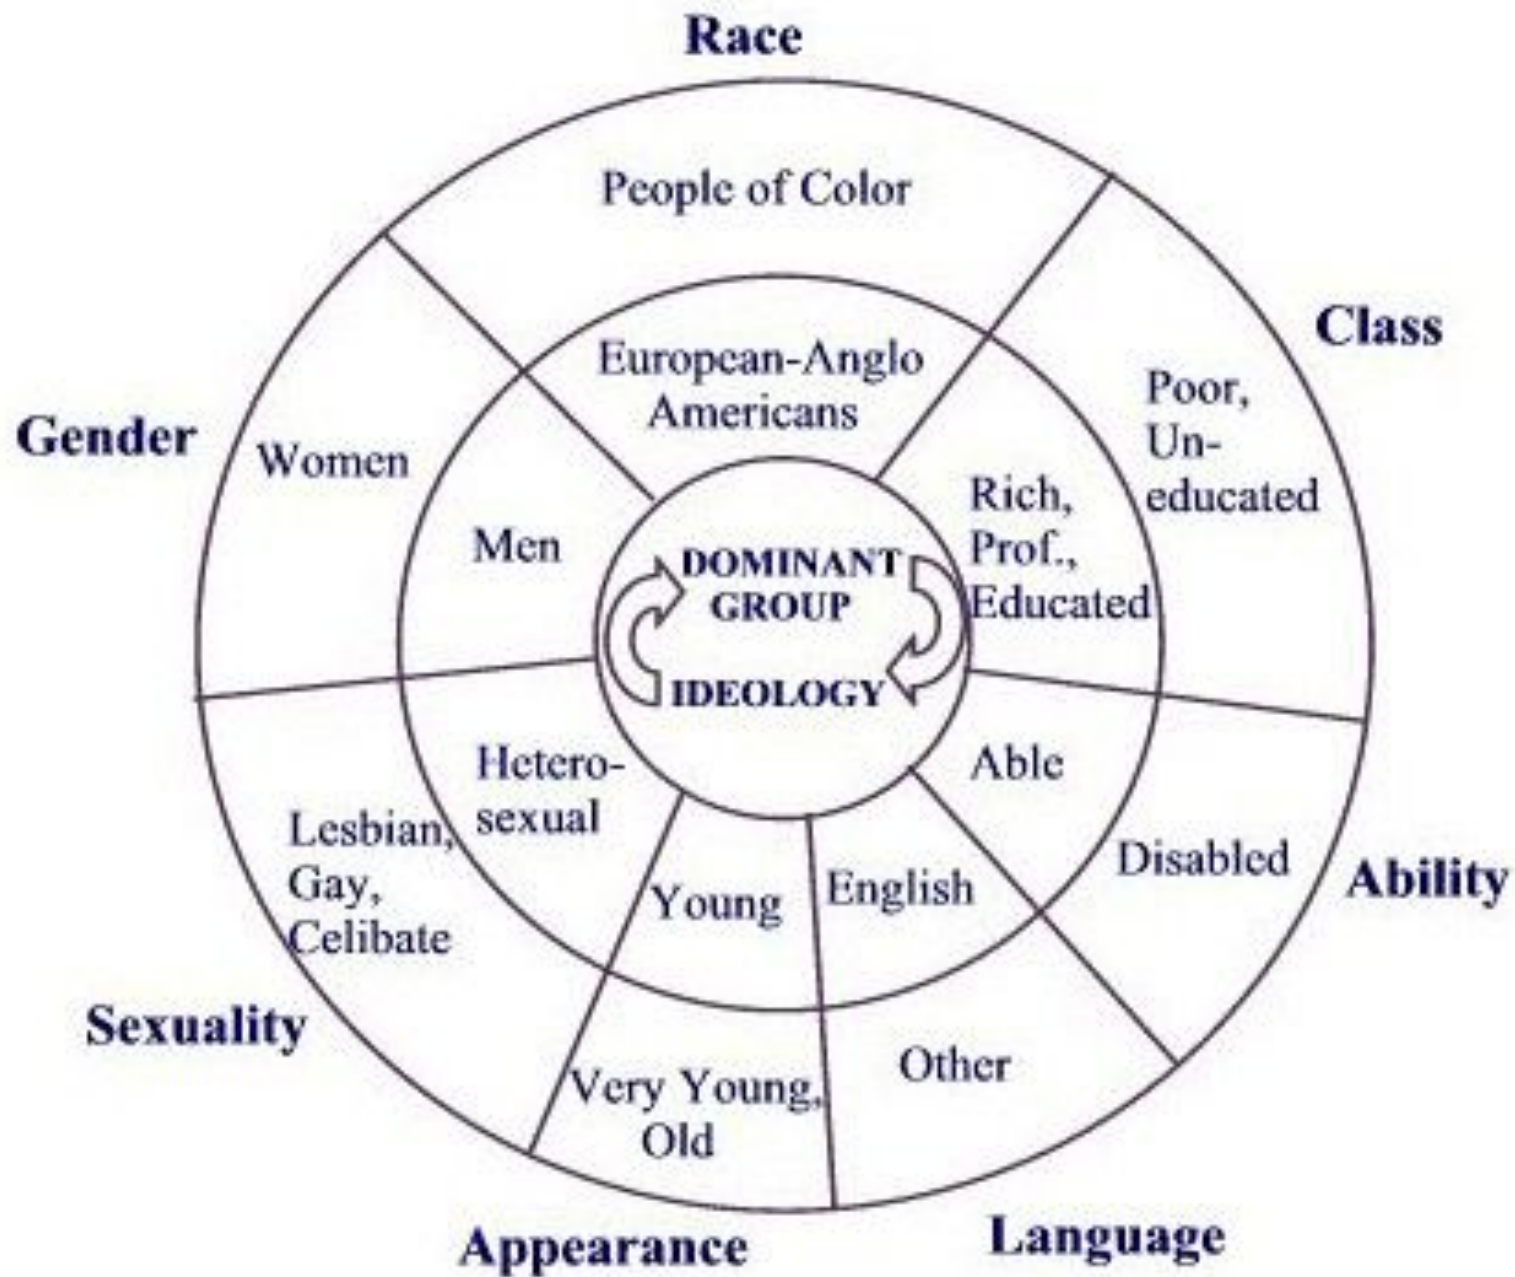 Race
People of Color
European-Anglo
Americans
Class
Poor,
Un-
educated
Rich,
Prof.,
Educated
Gender
Women
Men
DOMINANT
GROUP
IDEOLOGY
Hetero-
sexual
Lesbian,
Gay,
Celibate
Sexuality
Able
Disabled
Ability
Young
English
Very Young,
Old
Other
Appearance
Language